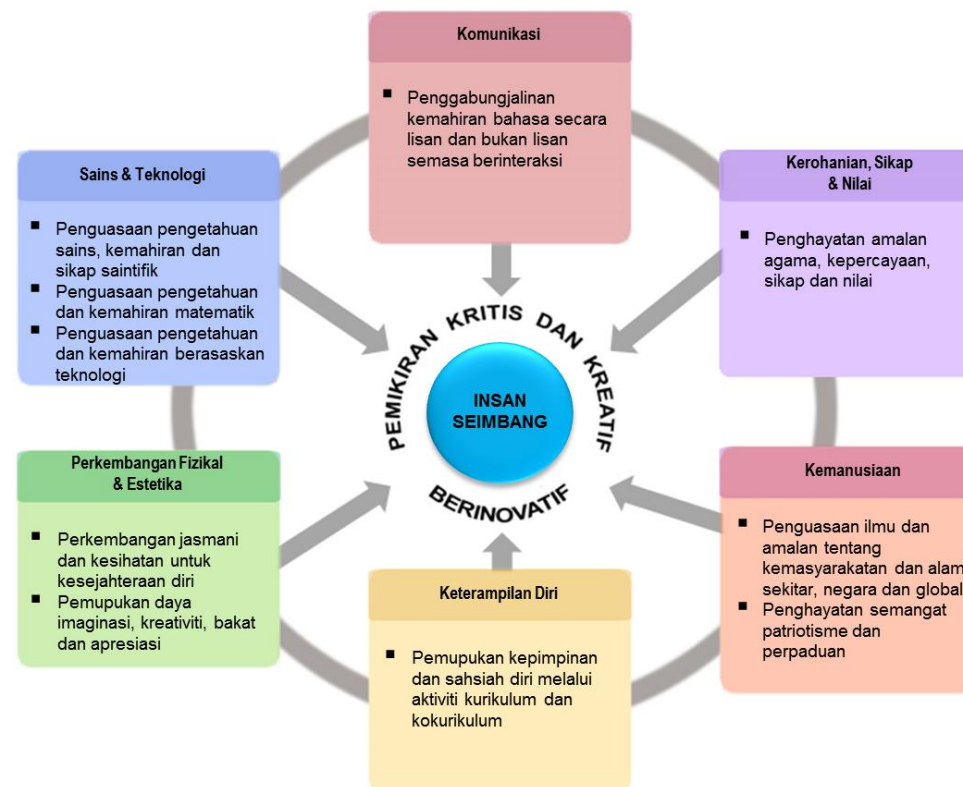 Komunikasi
■ Penggabungjalinan
kemahiran bahasa secara
lisan dan bukan lisan
semasa berinteraksi
Sains & Teknologi
■ Penguasaan pengetahuan
sains, kemahiran dan
sikap saintifik
■ Penguasaan pengetahuan
dan kemahiran matematik
■ Penguasaan pengetahuan
dan kemahiran berasaskan
teknologi
Kerohanian, Sikap
& Nilai
■ Penghayatan amalan
agama, kepercayaan,
sikap dan nilai
PEMIKIRAN KRITIS DAN KREATIF
INSAN
SEIMBANG
BERINOVATIF
Perkembangan Fizikal
& Estetika
■ Perkembangan jasmani
dan kesihatan untuk
kesejahteraan diri
■ Pemupukan daya
imaginasi, kreativiti, bakat
dan apresiasi
Keterampilan Diri
■ Pemupukan kepimpinan
dan sahsiah diri melalui
aktiviti kurikulum dan
kokurikulum
Kemanusiaan
■ Penguasaan ilmu dan
amalan tentang
kemasyarakatan dan alam
sekitar, negara dan global
■ Penghayatan semangat
patriotisme dan
perpaduan